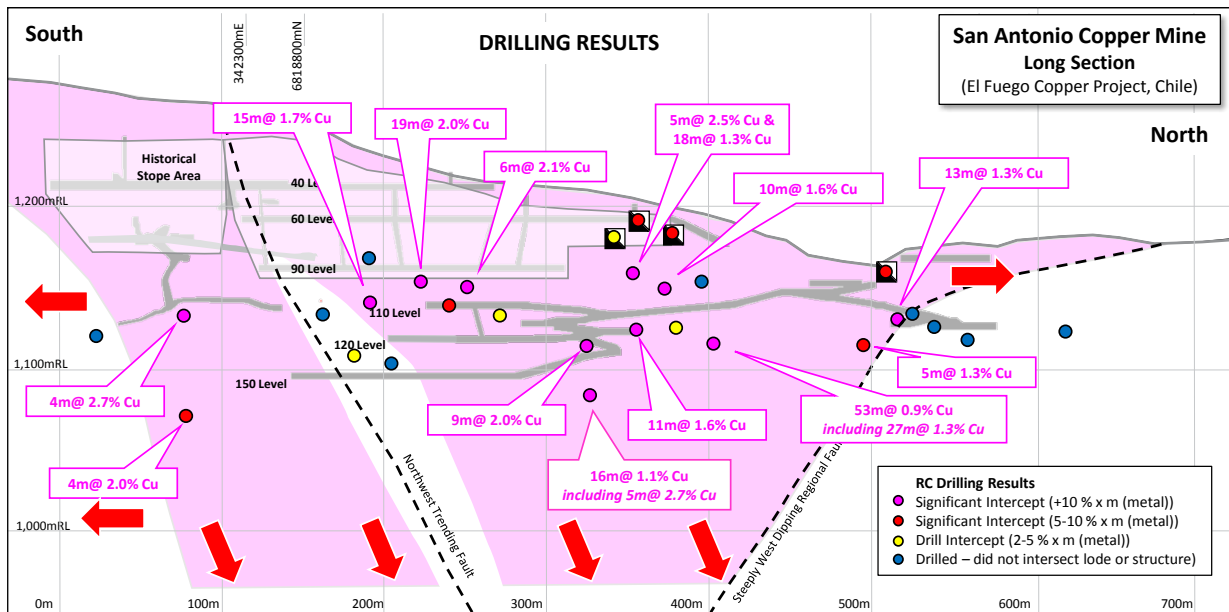 South
342300mE
6818800mN
DRILLING RESULTS
San Antonio Copper Mine
Long Section
(El Fuego Copper Project, Chile)
North
15m@ 1.7% Cu
19m@ 2.0% Cu
6m@ 2.1% Cu
5m@ 2.5% Cu &
18m@ 1.3% Cu
10m@ 1.6% Cu
13m@ 1.3% Cu
Historical
Stope Area
40 Leve
1,200mRL
60 Level
90 Level
110 Level
120 Level
1,100mRL
150 Level
4m@ 2.7% Cu
9m@ 2.0% Cu
11m@ 1.6% Cu
53m@ 0.9% Cu
including 27m@ 1.3% Cu
5m@ 1.3% Cu
4m@ 2.0% Cu
16m@ 1.1% Cu
including 5m@ 2.7% Cu
Northwest Trending Fault
Steeply West Dipping Regional Fault
1,000mRL
RC Drilling Results
Significant Intercept (+10 % x m (metal))
Significant Intercept (5-10 % x m (metal))
Drill Intercept (2-5 % x m (metal))
Drilled – did not intersect lode or structure)
0m
100m
200m
300m
400m
500m
600m
700m